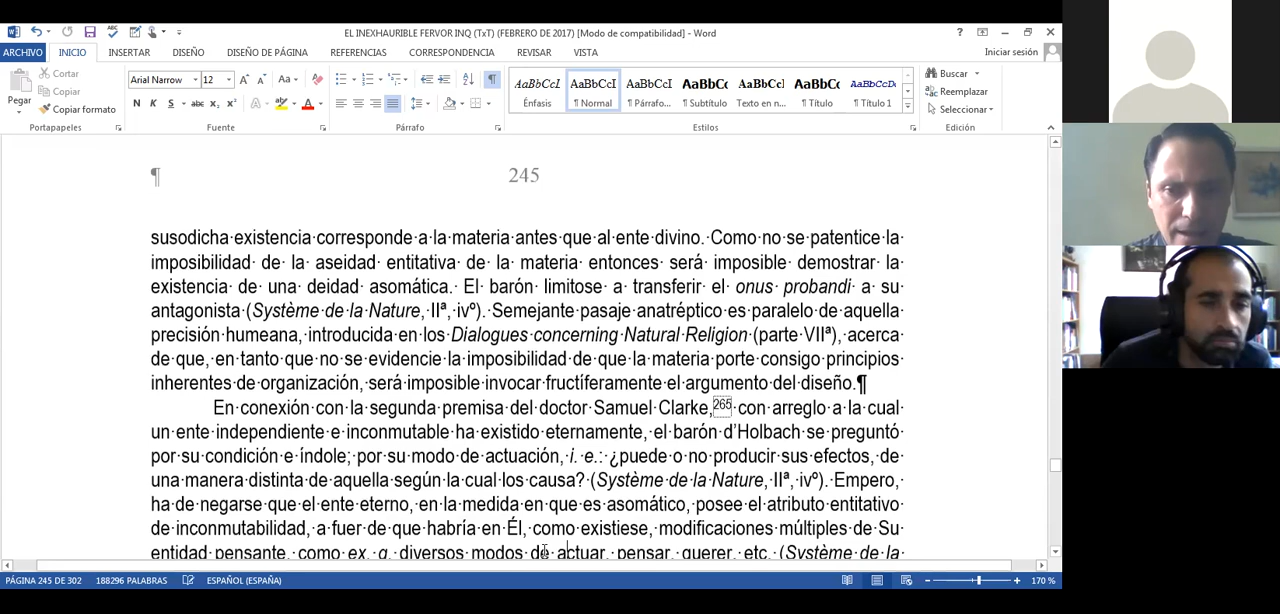 EL INEXHAURIBLE FERVOR INQ (TxT) (FEBRERO DE 2017) [Modo de compatibilidad] - Word
ARCHIVO INICIO INSERTAR DISEÑO DISEÑO DE PÁGINA REFERENCIAS CORRESPONDENCIA REVISAR VISTA Iniciar sesión
Pegar
Cortar
Copiar
Copiar formato
Portapapeles
Arial Narrow 12
Fuente
Párrafo
AaBbCcI AaBbCcI AaBbCcI AaBbCc AaBbCcI AaBbCc AaBbCcDc
Énfasis ¶ Normal ¶ Párrafo... ¶ Subtítulo Texto en n... ¶ Título ¶ Título 1
Estilos
Buscar
Reemplazar
Seleccionar
Edición
¶ 245
susodicha existencia corresponde a la materia antes que al ente divino. Como no se patentice la
imposibilidad de la aseidad entitativa de la materia entonces será imposible demostrar la
existencia de una deidad asomática. El barón limitose a transferir el onus probandi a su
antagonista (Système de la Nature, IIª, ivº). Semejante pasaje anatréptico es paralelo de aquella
precisión humeana, introducida en los Dialogues concerning Natural Religion (parte VIIª), acerca
de que, en tanto que no se evidencie la imposibilidad de que la materia porte consigo principios
inherentes de organización, será imposible invocar fructíferamente el argumento del diseño.¶
En conexión con la segunda premisa del doctor Samuel Clarke,265 con arreglo a la cual
un ente independiente e inconmutable ha existido eternamente, el barón d’Holbach se preguntó
por su condición e índole; por su modo de actuación, i. e.: ¿puede o no producir sus efectos, de
una manera distinta de aquella según la cual los causa? (Système de la Nature, IIª, ivº). Empero,
ha de negarse que el ente eterno, en la medida en que es asomático, posee el atributo entitativo
de inconmutabilidad, a fuer de que habría en Él, como existiese, modificaciones múltiples de Su
entidad pensante, como ex. g. diversos modos de actuar, pensar, querer, etc. (Système de la
PÁGINA 245 DE 302 188296 PALABRAS ESPAÑOL (ESPAÑA) 170 %